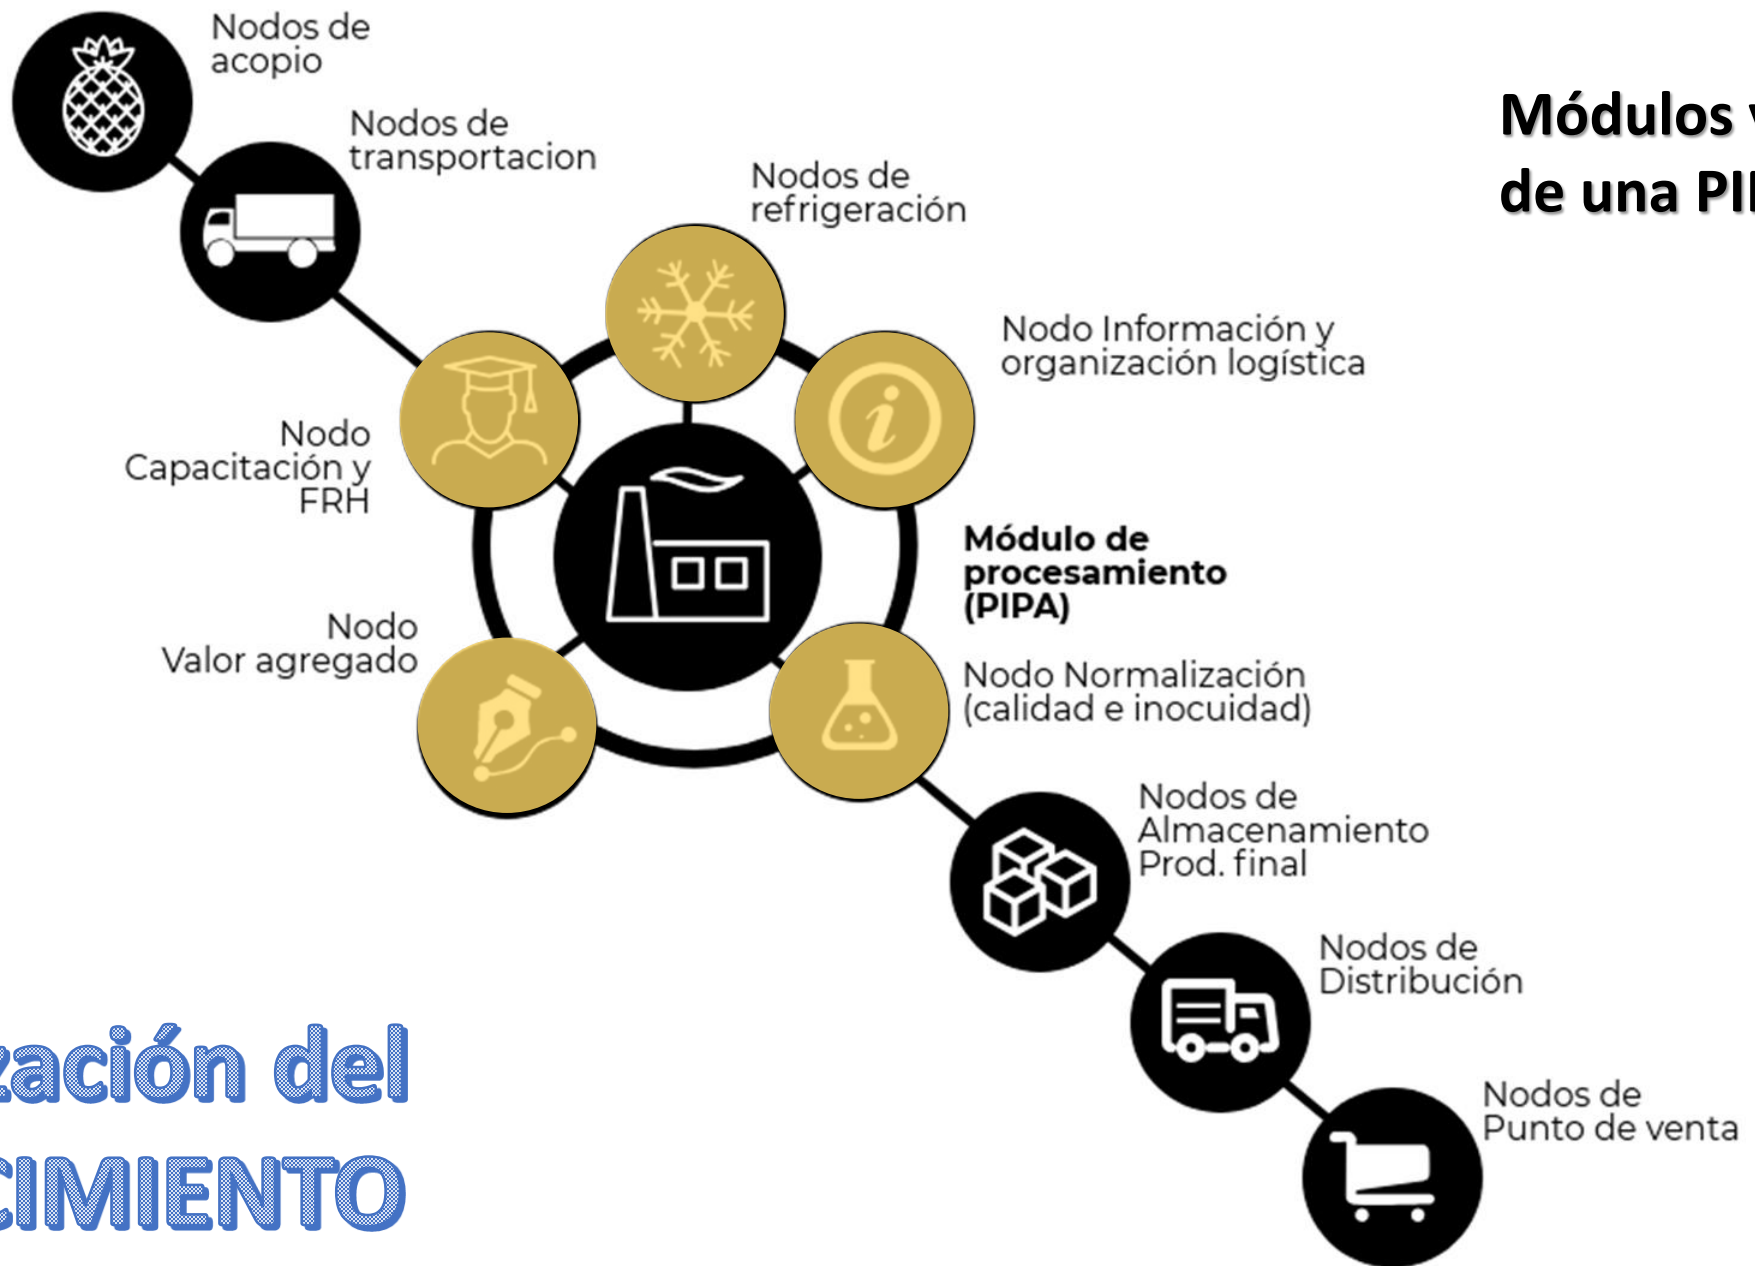 Nodos de
acopio
Nodos de
transportacion
Nodos de
refrigeración
Módulos
de una
Nodo Información y
organización logística
Nodo
Capacitación y
FRH
Módulo de
procesamiento
(PIPA)
Nodo
Valor agregado
Nodo Normalización
(calidad e inocuidad)
Nodos de
Almacenamiento
Prod. final
Nodos de
Distribución
Nodos de
Punto de venta
zación del
CIMIENTO